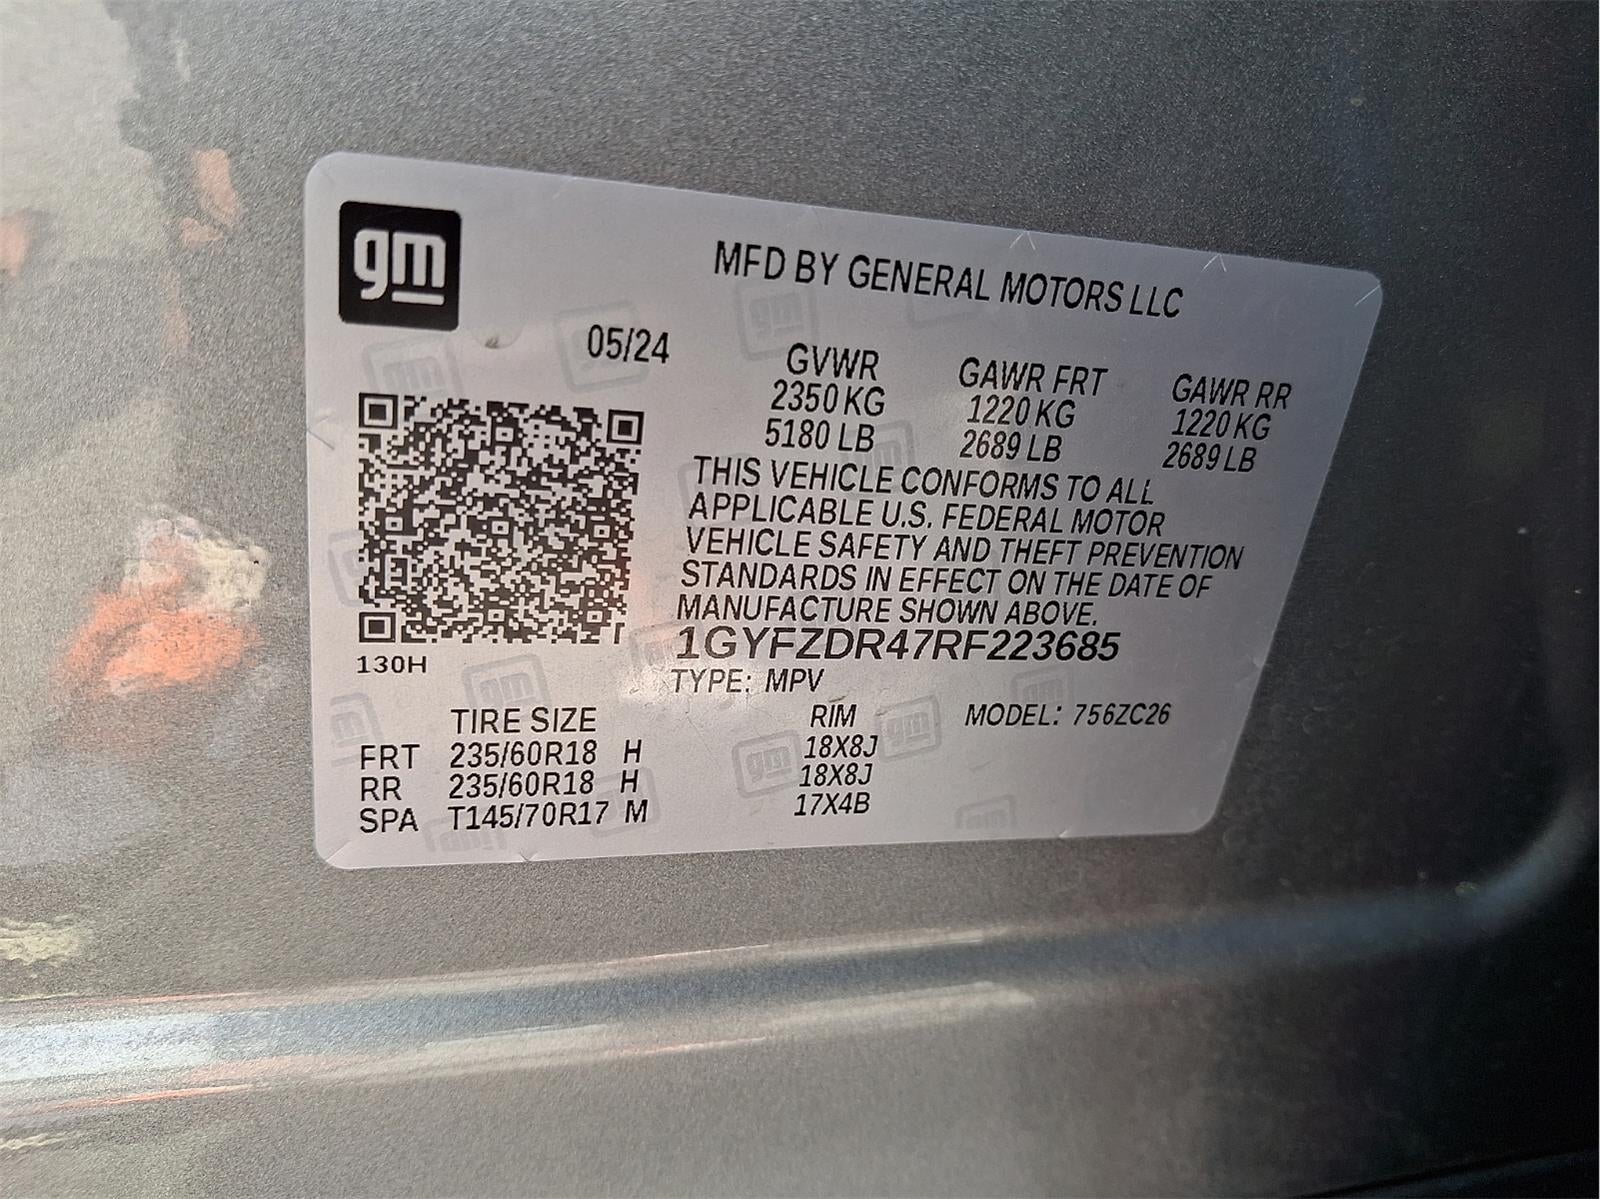 gm
MFD BY GENERAL MOTORS LLC
05/24
GVWR GAWR FRT GAWR RR
2350 KG 1220 KG 1220 KG
5180 LB 2689 LB 2689 LB
THIS VEHICLE CONFORMS TO ALL
APPLICABLE U.S. FEDERAL MOTOR
VEHICLE SAFETY AND THEFT PREVENTION
STANDARDS IN EFFECT ON THE DATE OF
MANUFACTURE SHOWN ABOVE.
1GYFZDR47RF223685
130H
TYPE: MPV
TIRE SIZE RIM MODEL: 756ZC26
FRT 235/60R18 H 18X8J
RR 235/60R18 H 18X8J
SPA T145/70R17 M 17X4B